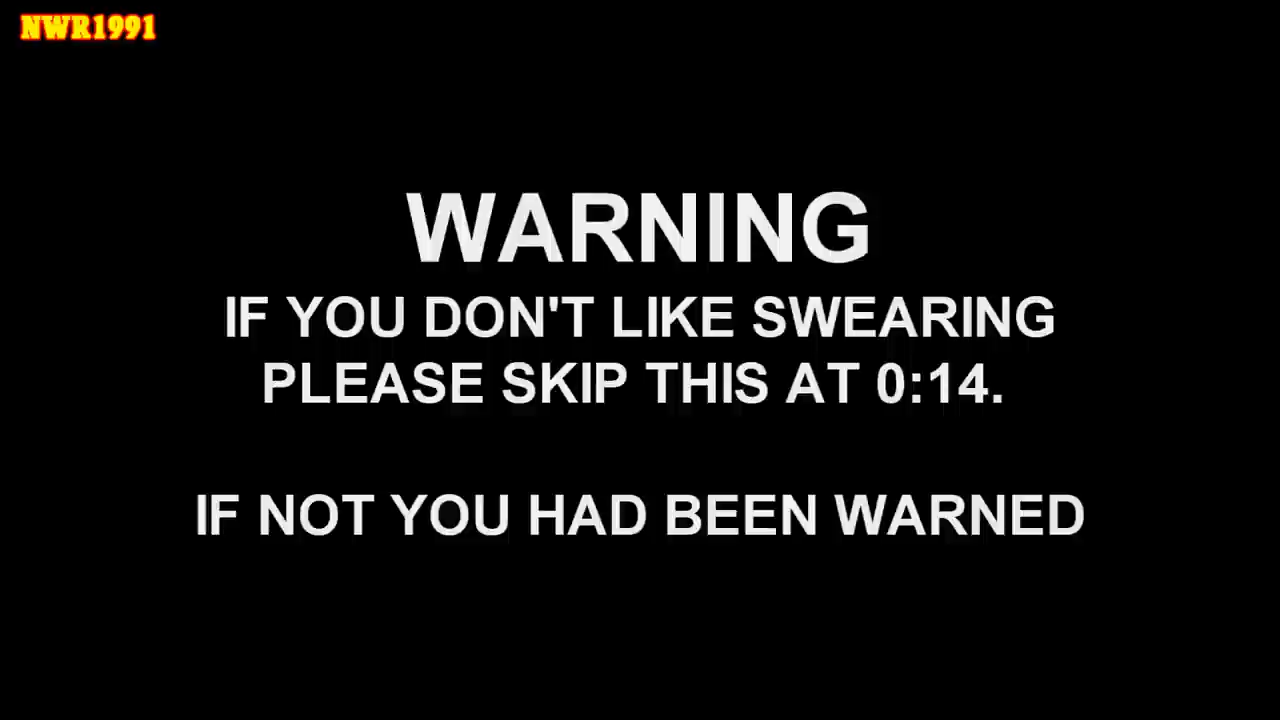 NWR1991
WARNING
IF YOU DON'T LIKE SWEARING
PLEASE SKIP THIS AT 0:14.
IF NOT YOU HAD BEEN WARNED